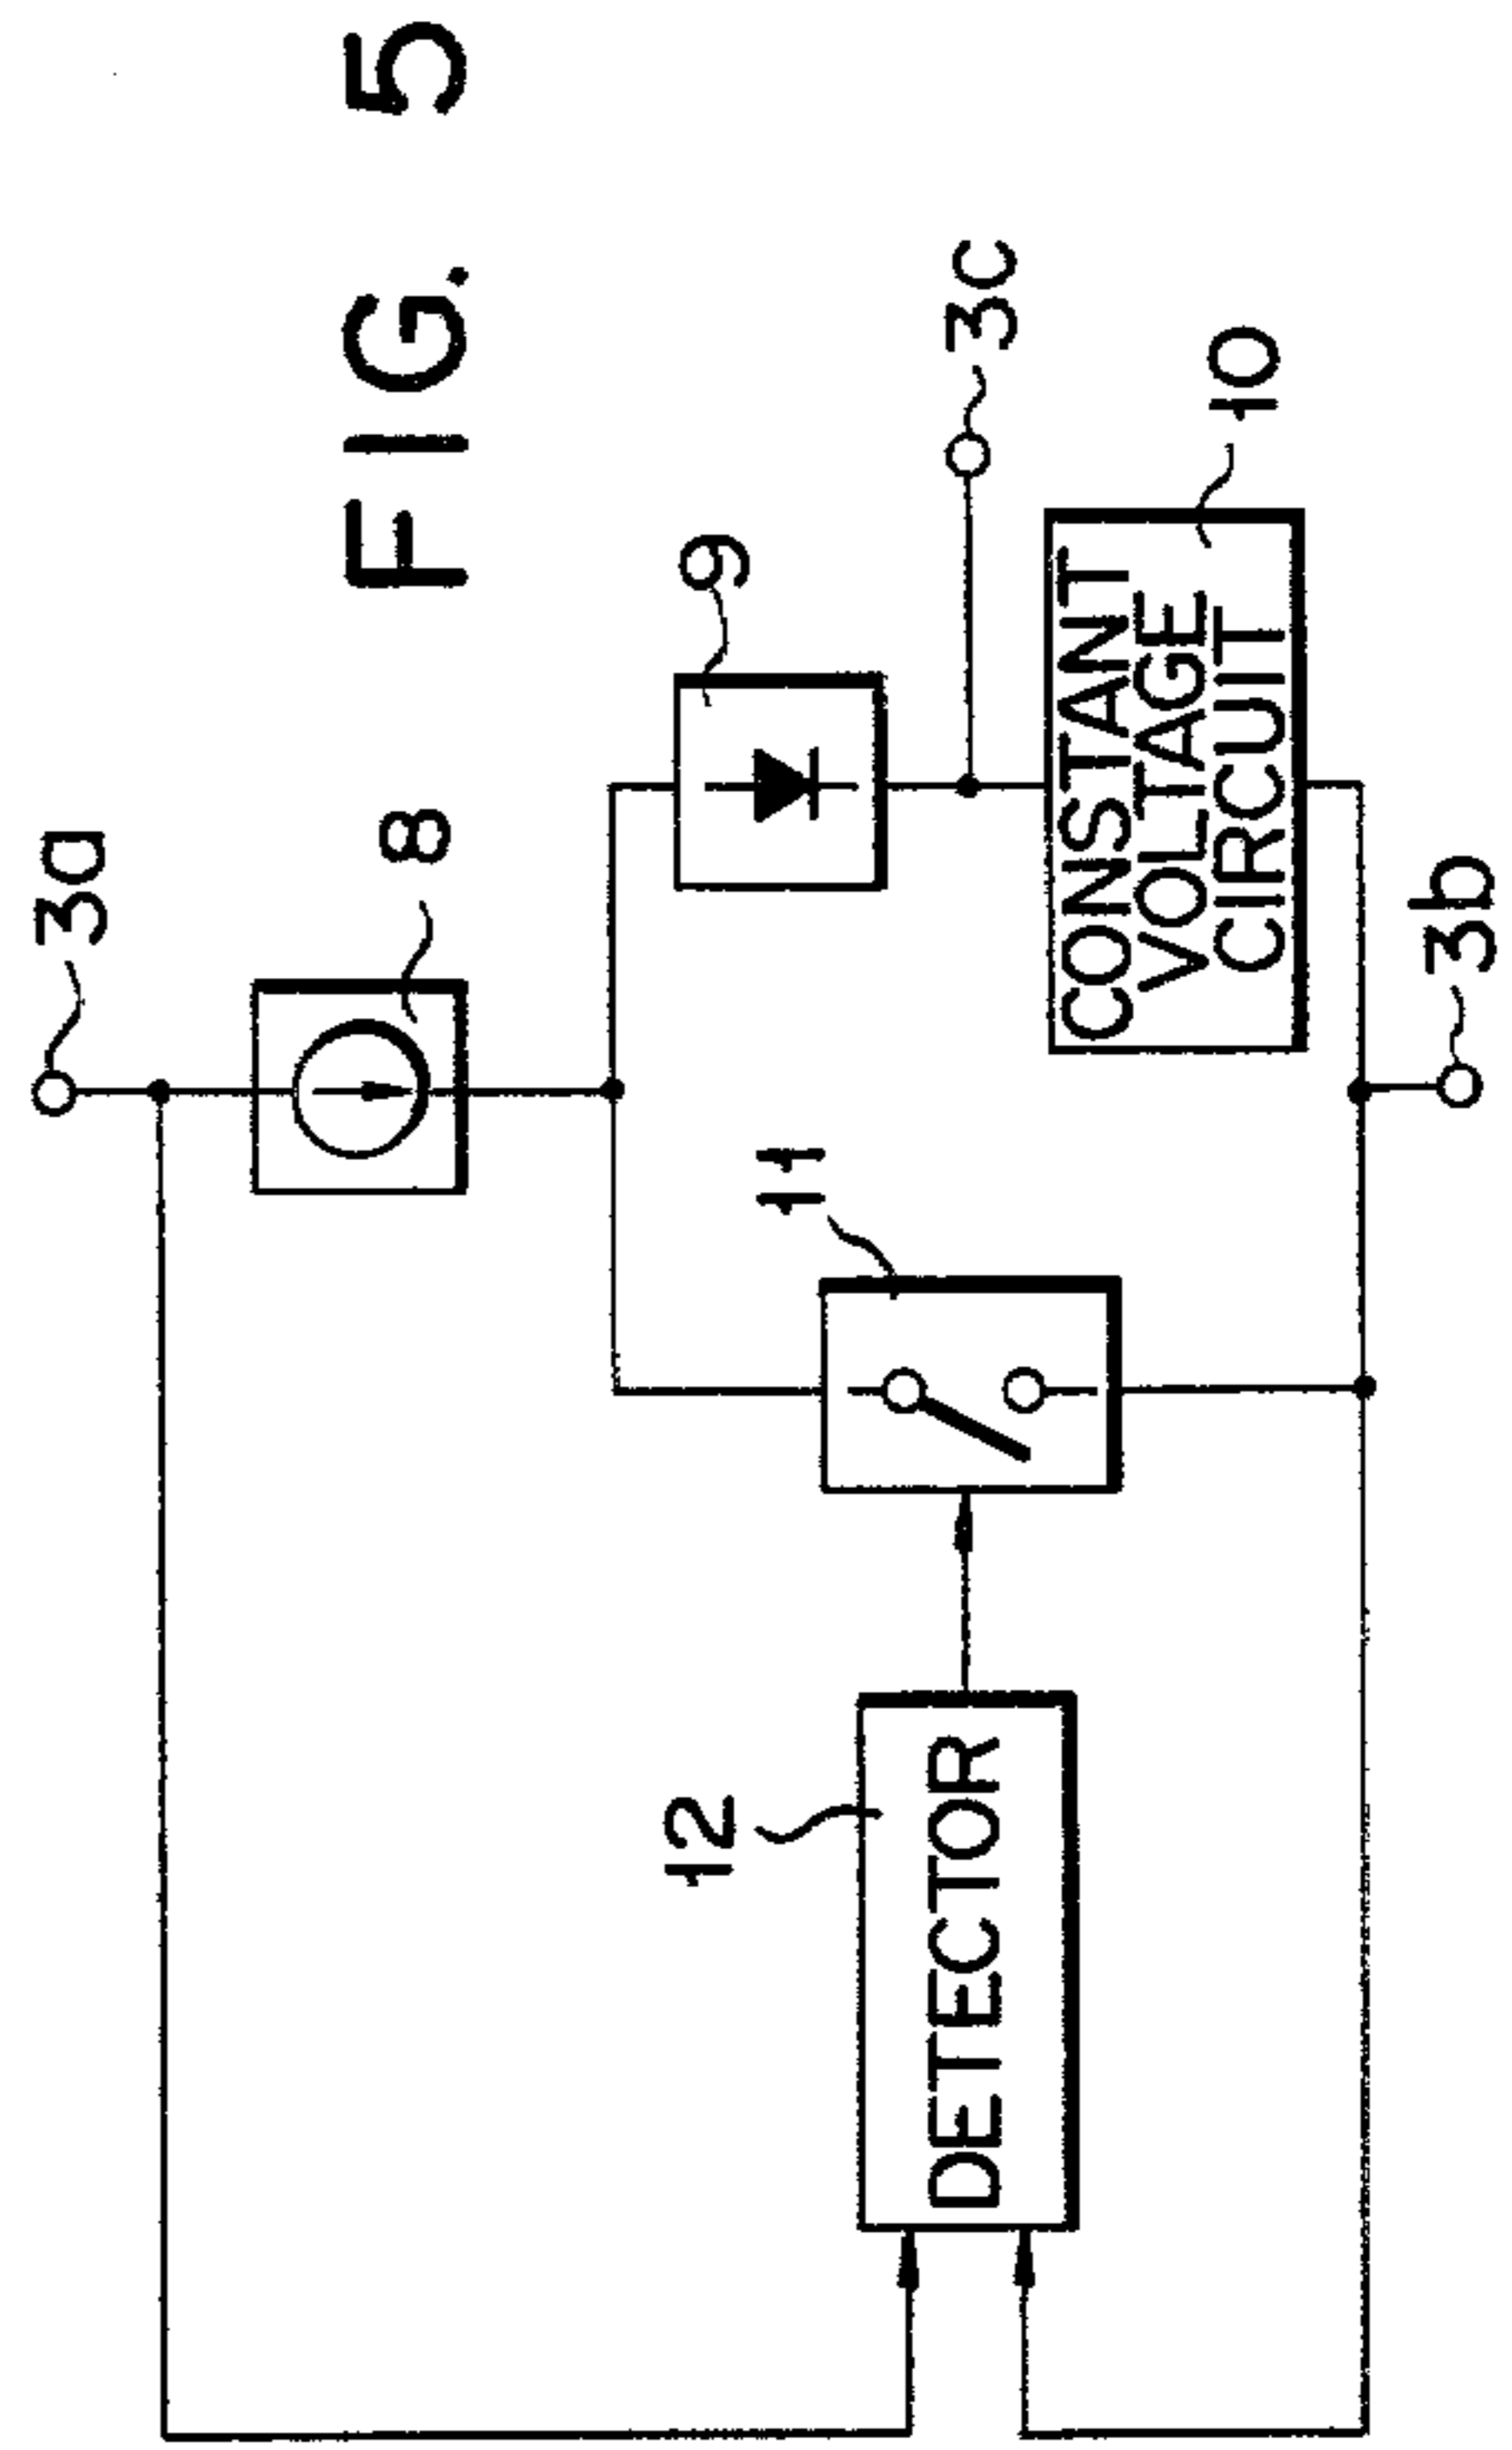 FIG. 5
3a
8
9
3c
11
12
DETECTOR
CONSTANT
VOLTAGE
CIRCUIT
10
3b